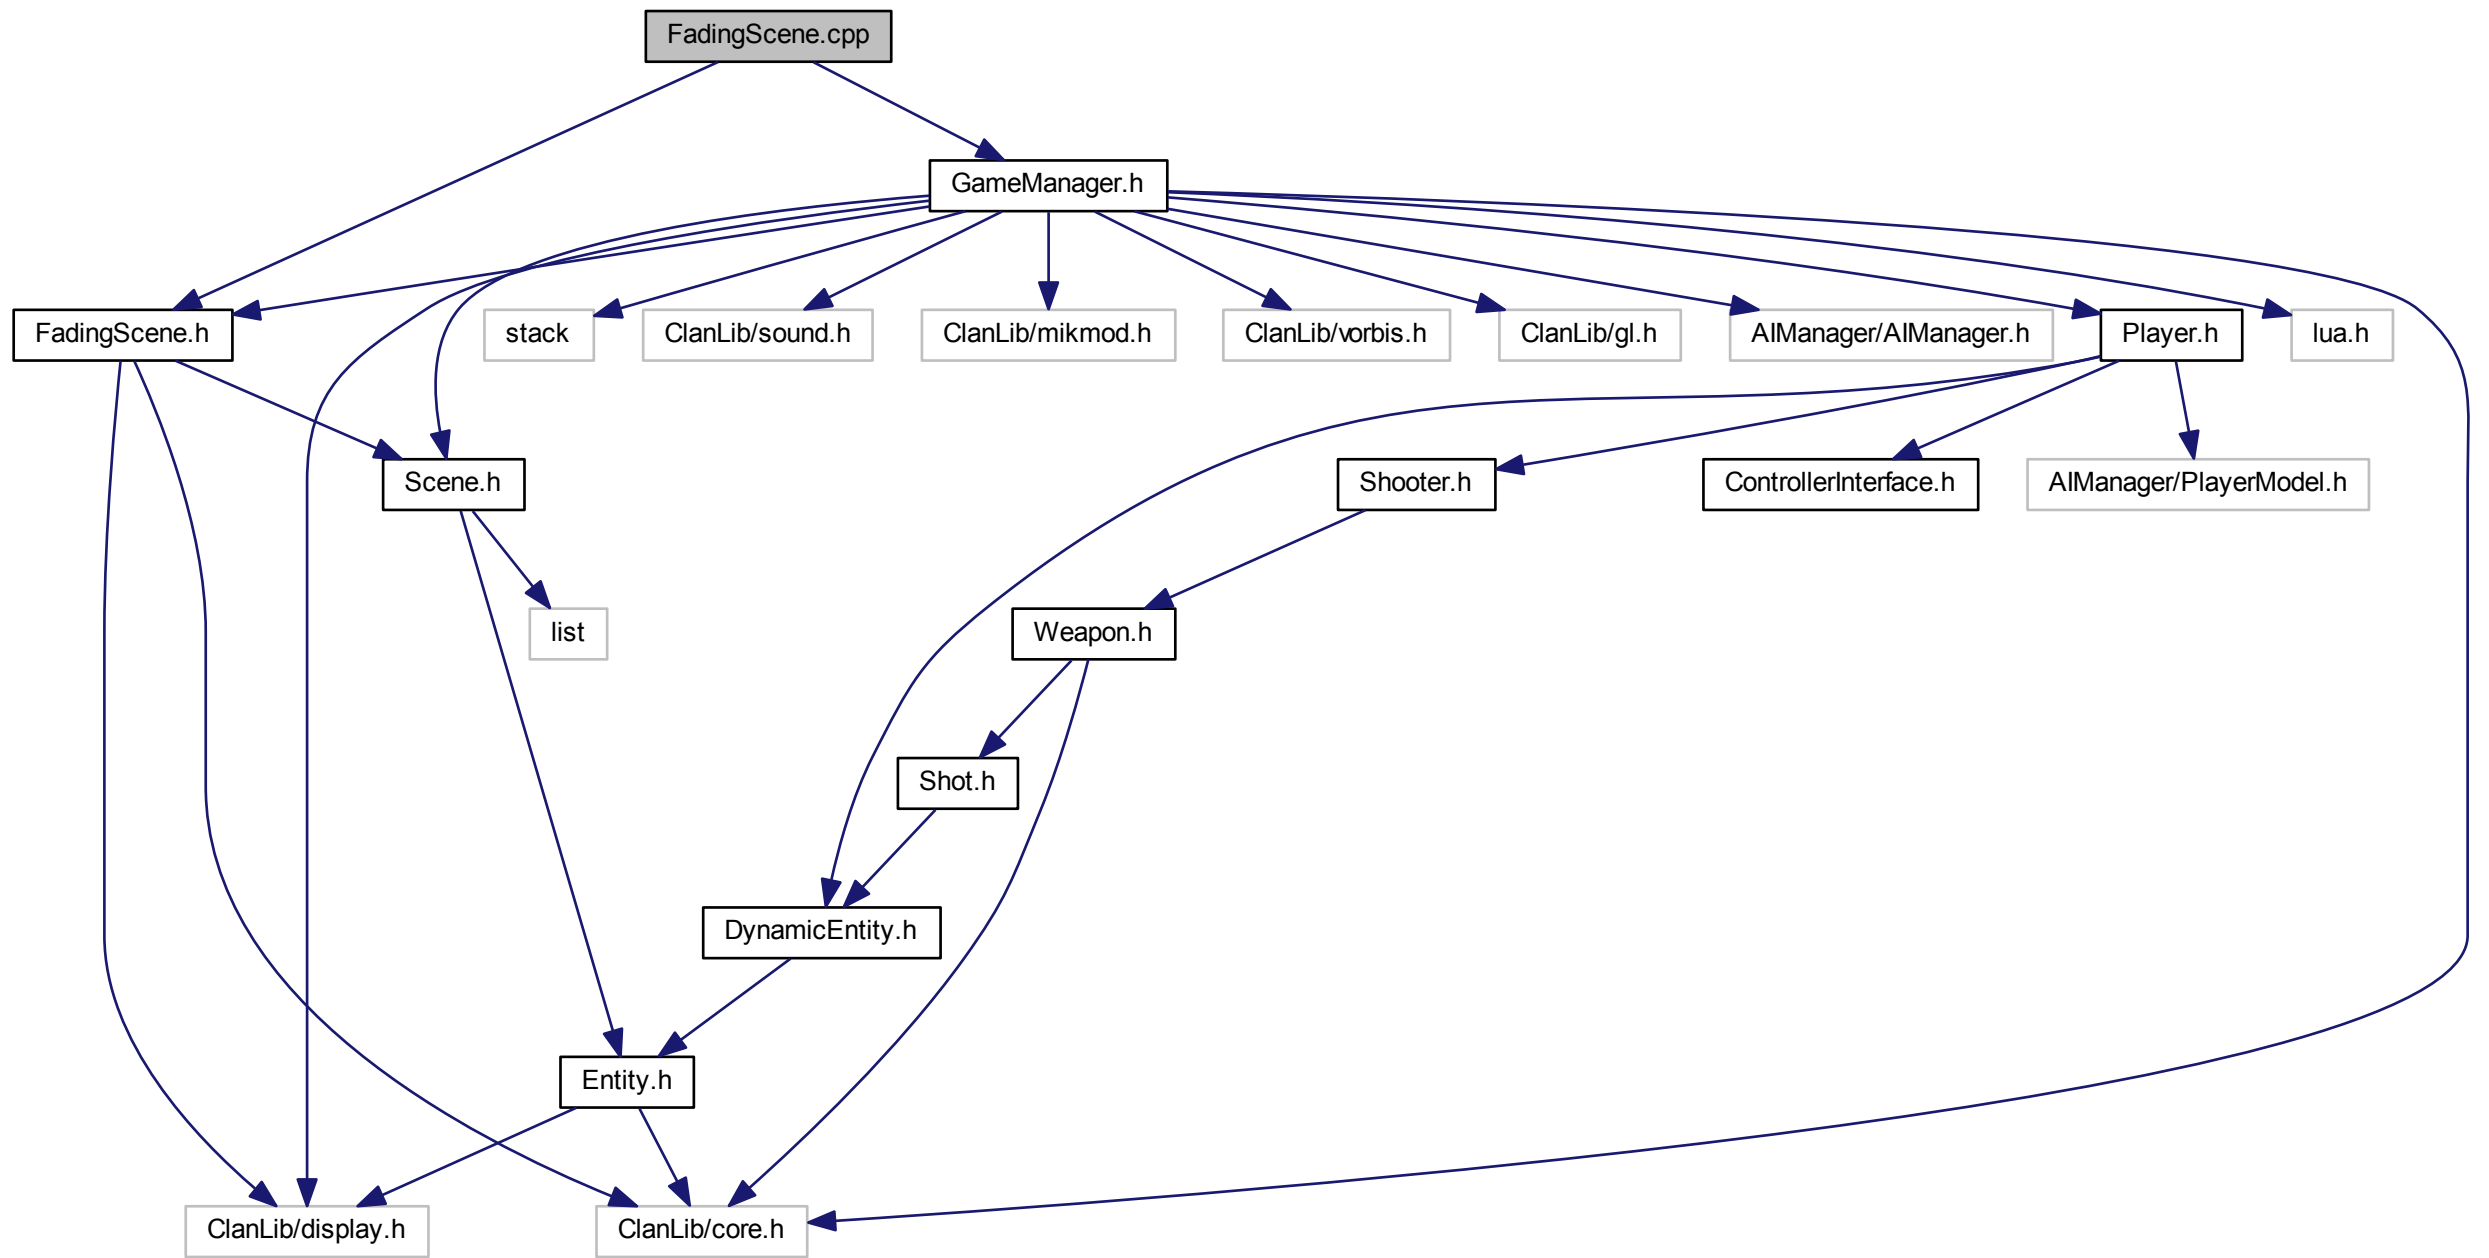 FadingScene.cpp
GameManager.h
FadingScene.h
stack
ClanLib/sound.h
ClanLib/mikmod.h
ClanLib/vorbis.h
ClanLib/gl.h
AIManager/AIManager.h
Player.h
lua.h
Scene.h
Shooter.h
ControllerInterface.h
AIManager/PlayerModel.h
list
Weapon.h
Shot.h
DynamicEntity.h
Entity.h
ClanLib/display.h
ClanLib/core.h